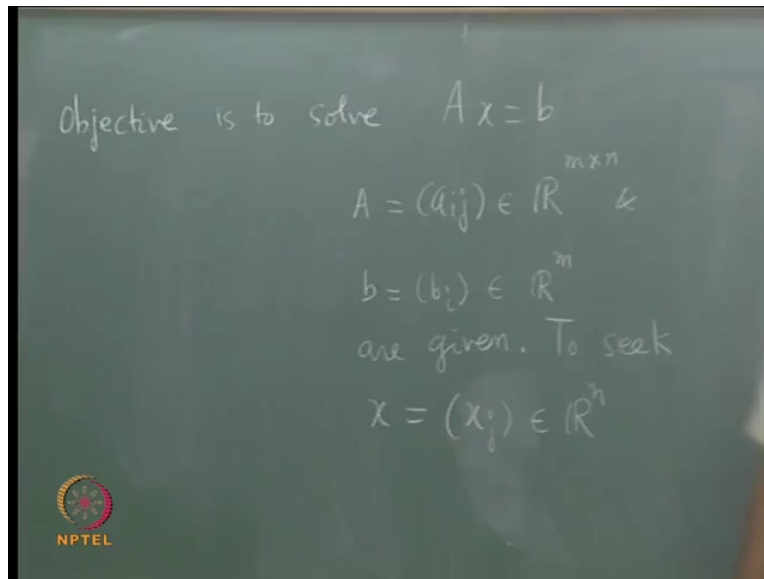 Objective is to solve Ax = b
A = (aij) ∈ ℝ^{m×n} &
b = (bi) ∈ ℝ^m
are given. To seek
x = (xj) ∈ ℝ^n
NPTEL